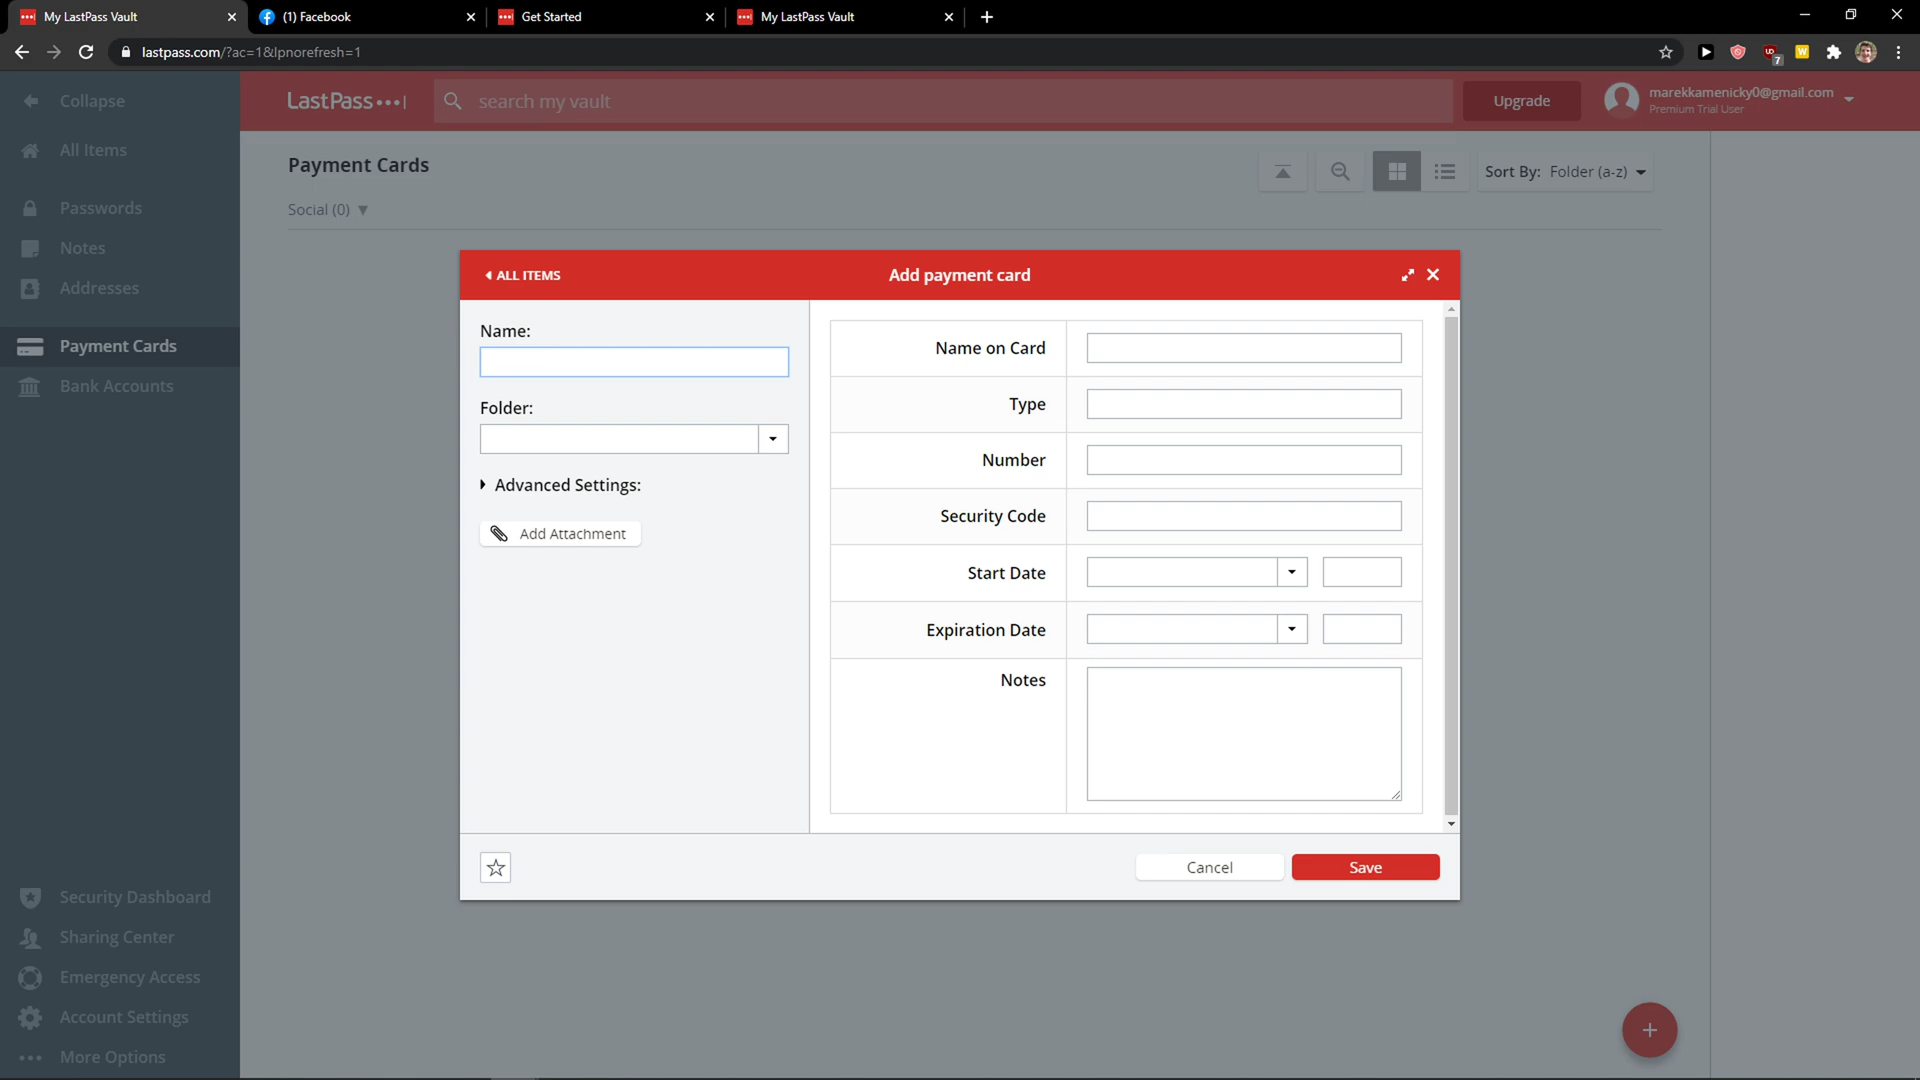 My LastPass Vault
(1) Facebook
Get Started
My LastPass Vault
lastpass.com/?ac=1&lpnorefresh=1
7
Collapse
LastPass
search my vault
Upgrade
marekkamenicky0@gmail.com
Premium Trial User
All Items
Passwords
Notes
Addresses
Payment Cards
Bank Accounts
Payment Cards
Sort By: Folder (a-z)
Social (0)
ALL ITEMS
Add payment card
Name:
Folder:
Advanced Settings:
Add Attachment
Name on Card
Type
Number
Security Code
Start Date
Expiration Date
Notes
Cancel
Save
Security Dashboard
Sharing Center
Emergency Access
Account Settings
More Options